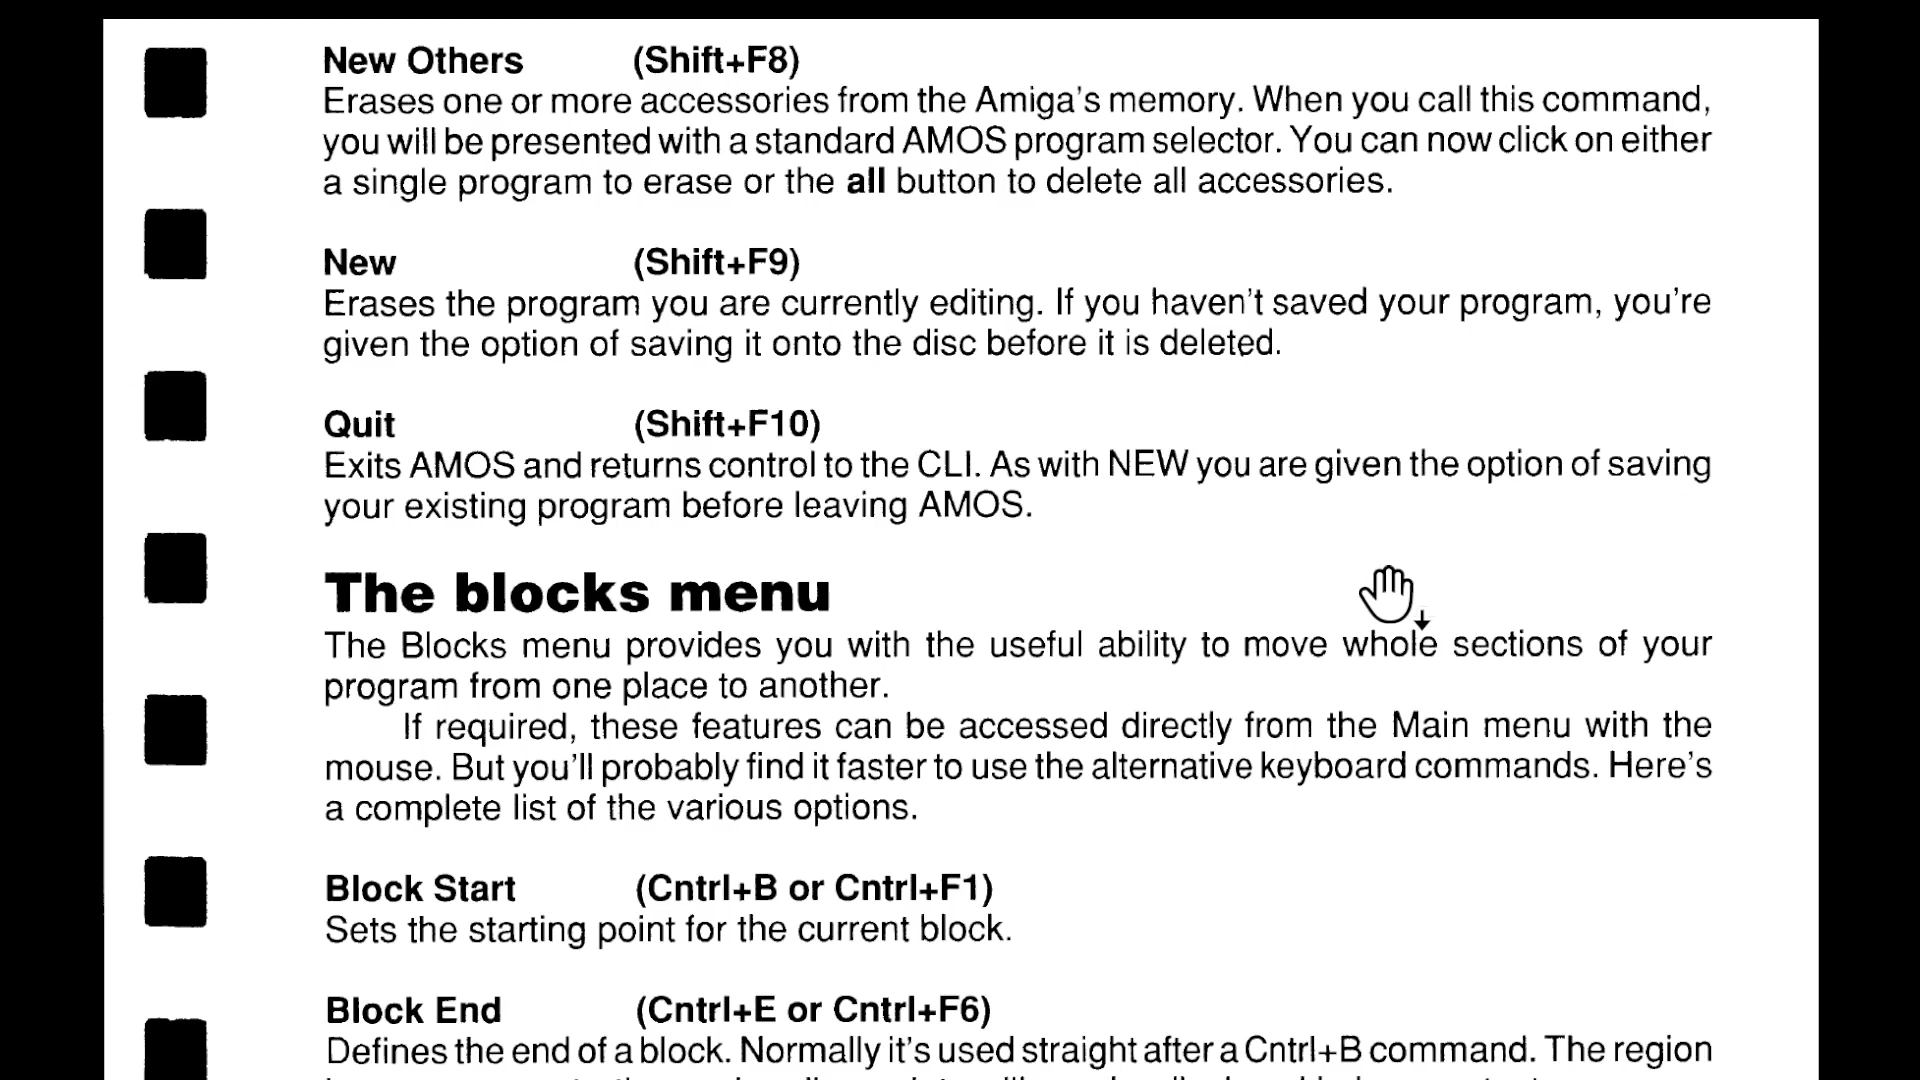 New Others (Shift+F8)
Erases one or more accessories from the Amiga's memory. When you call this command,
you will be presented with a standard AMOS program selector. You can now click on either
a single program to erase or the all button to delete all accessories.
New (Shift+F9)
Erases the program you are currently editing. If you haven't saved your program, you're
given the option of saving it onto the disc before it is deleted.
Quit (Shift+F10)
Exits AMOS and returns control to the CLI. As with NEW you are given the option of saving
your existing program before leaving AMOS.
The blocks menu
The Blocks menu provides you with the useful ability to move whole sections of your
program from one place to another.
If required, these features can be accessed directly from the Main menu with the
mouse. But you'll probably find it faster to use the alternative keyboard commands. Here's
a complete list of the various options.
Block Start (Cntrl+B or Cntrl+F1)
Sets the starting point for the current block.
Block End (Cntrl+E or Cntrl+F6)
Defines the end of a block. Normally it's used straight after a Cntrl+B command. The region